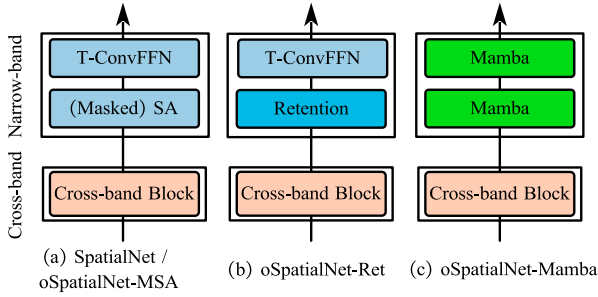 Narrow-band
T-ConvFFN
T-ConvFFN
Mamba
(Masked) SA
Retention
Mamba
Cross-band
Cross-band Block
Cross-band Block
Cross-band Block
(a) SpatialNet /
oSpatialNet-MSA
(b) oSpatialNet-Ret
(c) oSpatialNet-Mamba